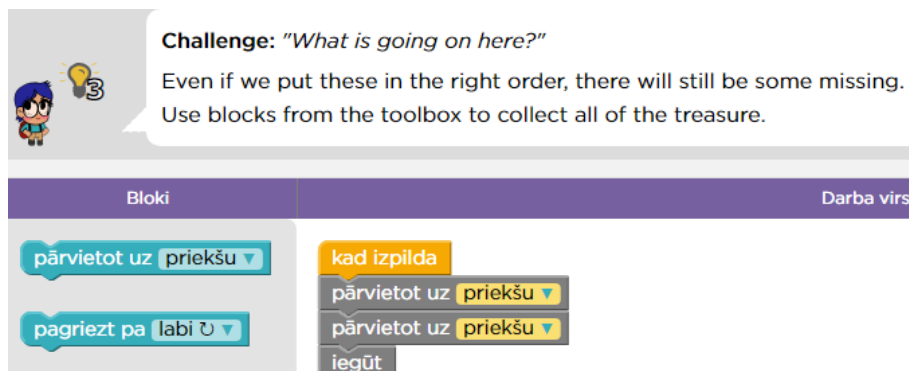 Challenge: "What is going on here?"
Even if we put these in the right order, there will still be some missing.
Use blocks from the toolbox to collect all of the treasure.
3
Bloki
Darba virs
pārvietot uz priekšu
pagriezt pa labi ↻
kad izpilda
pārvietot uz priekšu
pārvietot uz priekšu
iegūt